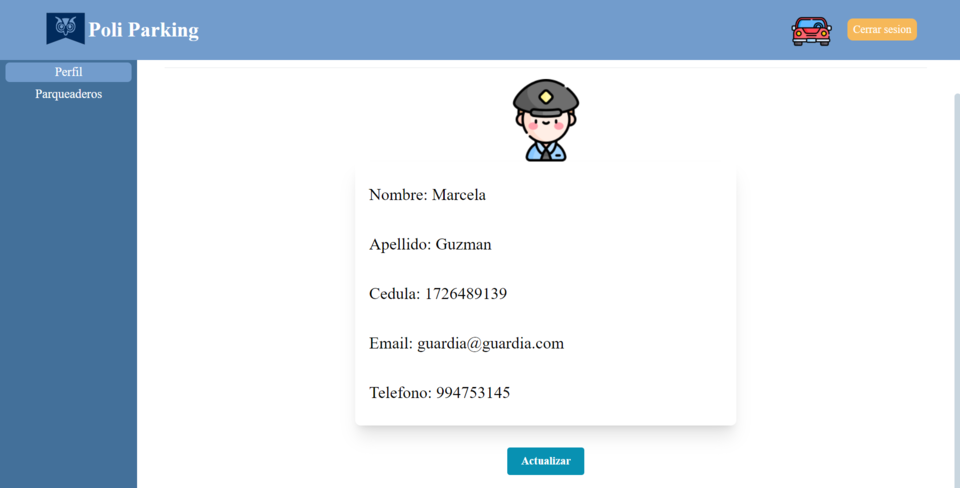 Poli Parking
Cerrar sesion
Perfil
Parqueaderos
Nombre: Marcela
Apellido: Guzman
Cedula: 1726489139
Email: guardia@guardia.com
Telefono: 994753145
Actualizar